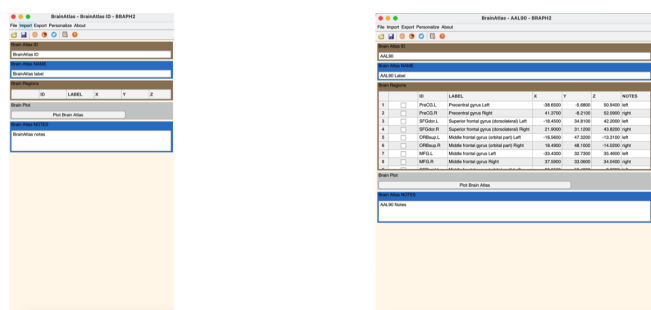 BrainAtlas - BrainAtlas ID - BRAPH2
File Import Export Personalize About
Brain Atlas ID
BrainAtlas ID
Brain Atlas NAME
BrainAtlas label
Brain Regions
ID LABEL X Y Z
Brain Plot
Plot Brain Atlas
Brain Atlas NOTES
BrainAtlas notes
BrainAtlas - AAL90 - BRAPH2
File Import Export Personalize About
Brain Atlas ID
AAL90
Brain Atlas NAME
AAL90 Label
Brain Regions
ID LABEL X Y Z NOTES
1 PreCG.L Precentral gyrus Left -38.6500 -5.6800 50.9400 left
2 PreCG.R Precentral gyrus Right 41.3700 -8.2100 52.0900 right
3 SFGdor.L Superior frontal gyrus (dorsolateral) Left -18.4500 34.8100 42.2000 left
4 SFGdor.R Superior frontal gyrus (dorsolateral) Right 21.9000 31.1200 43.8200 right
5 ORBsup.L Middle frontal gyrus (orbital part) Left -16.5600 47.3200 -13.3100 left
6 ORBsup.R Middle frontal gyrus (orbital part) Right 18.4900 48.1000 -14.0200 right
7 MFG.L Middle frontal gyrus Left -33.4300 32.7300 35.4600 left
8 MFG.R Middle frontal gyrus Right 37.5900 33.0600 34.0400 right
Brain Plot
Plot Brain Atlas
Brain Atlas NOTES
AAL90 Notes